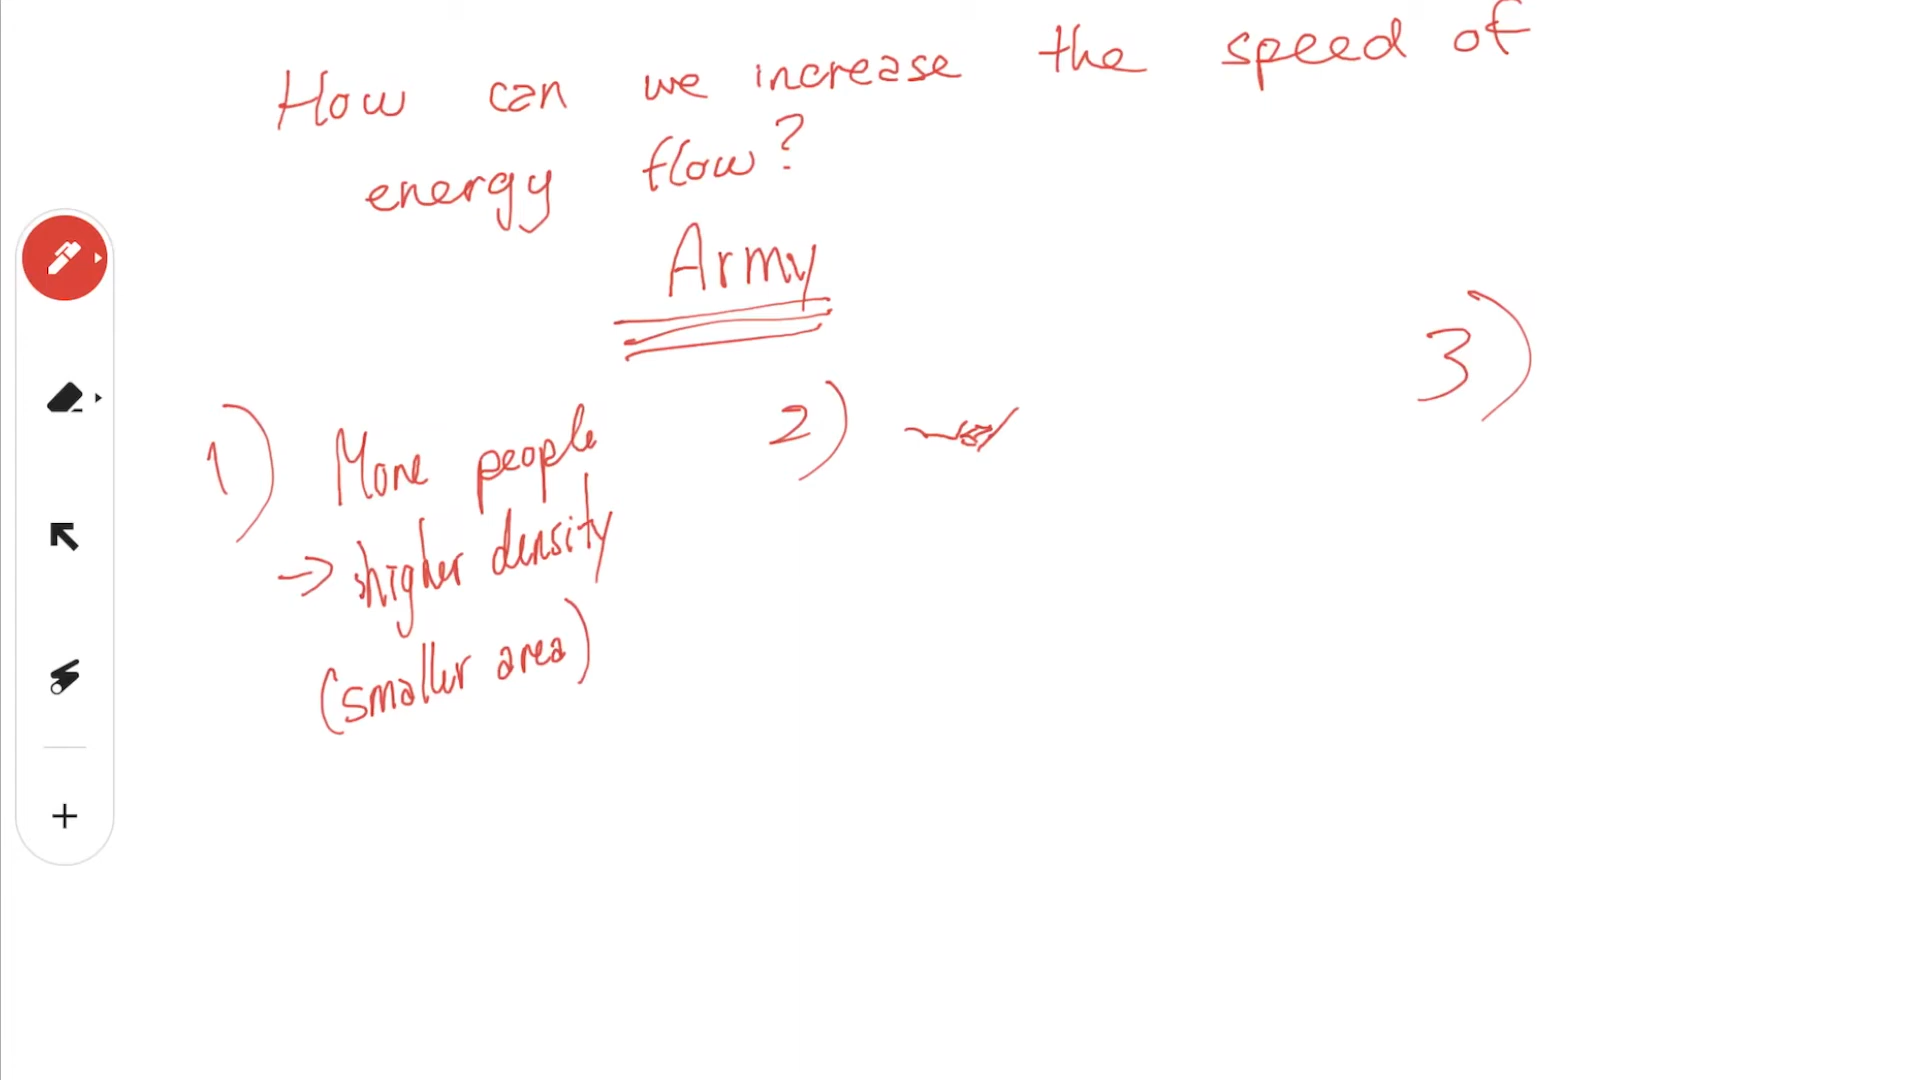 How can we increase the speed of
energy flow?
Army
1) More people
→ higher density
(smaller area)
2)
3)